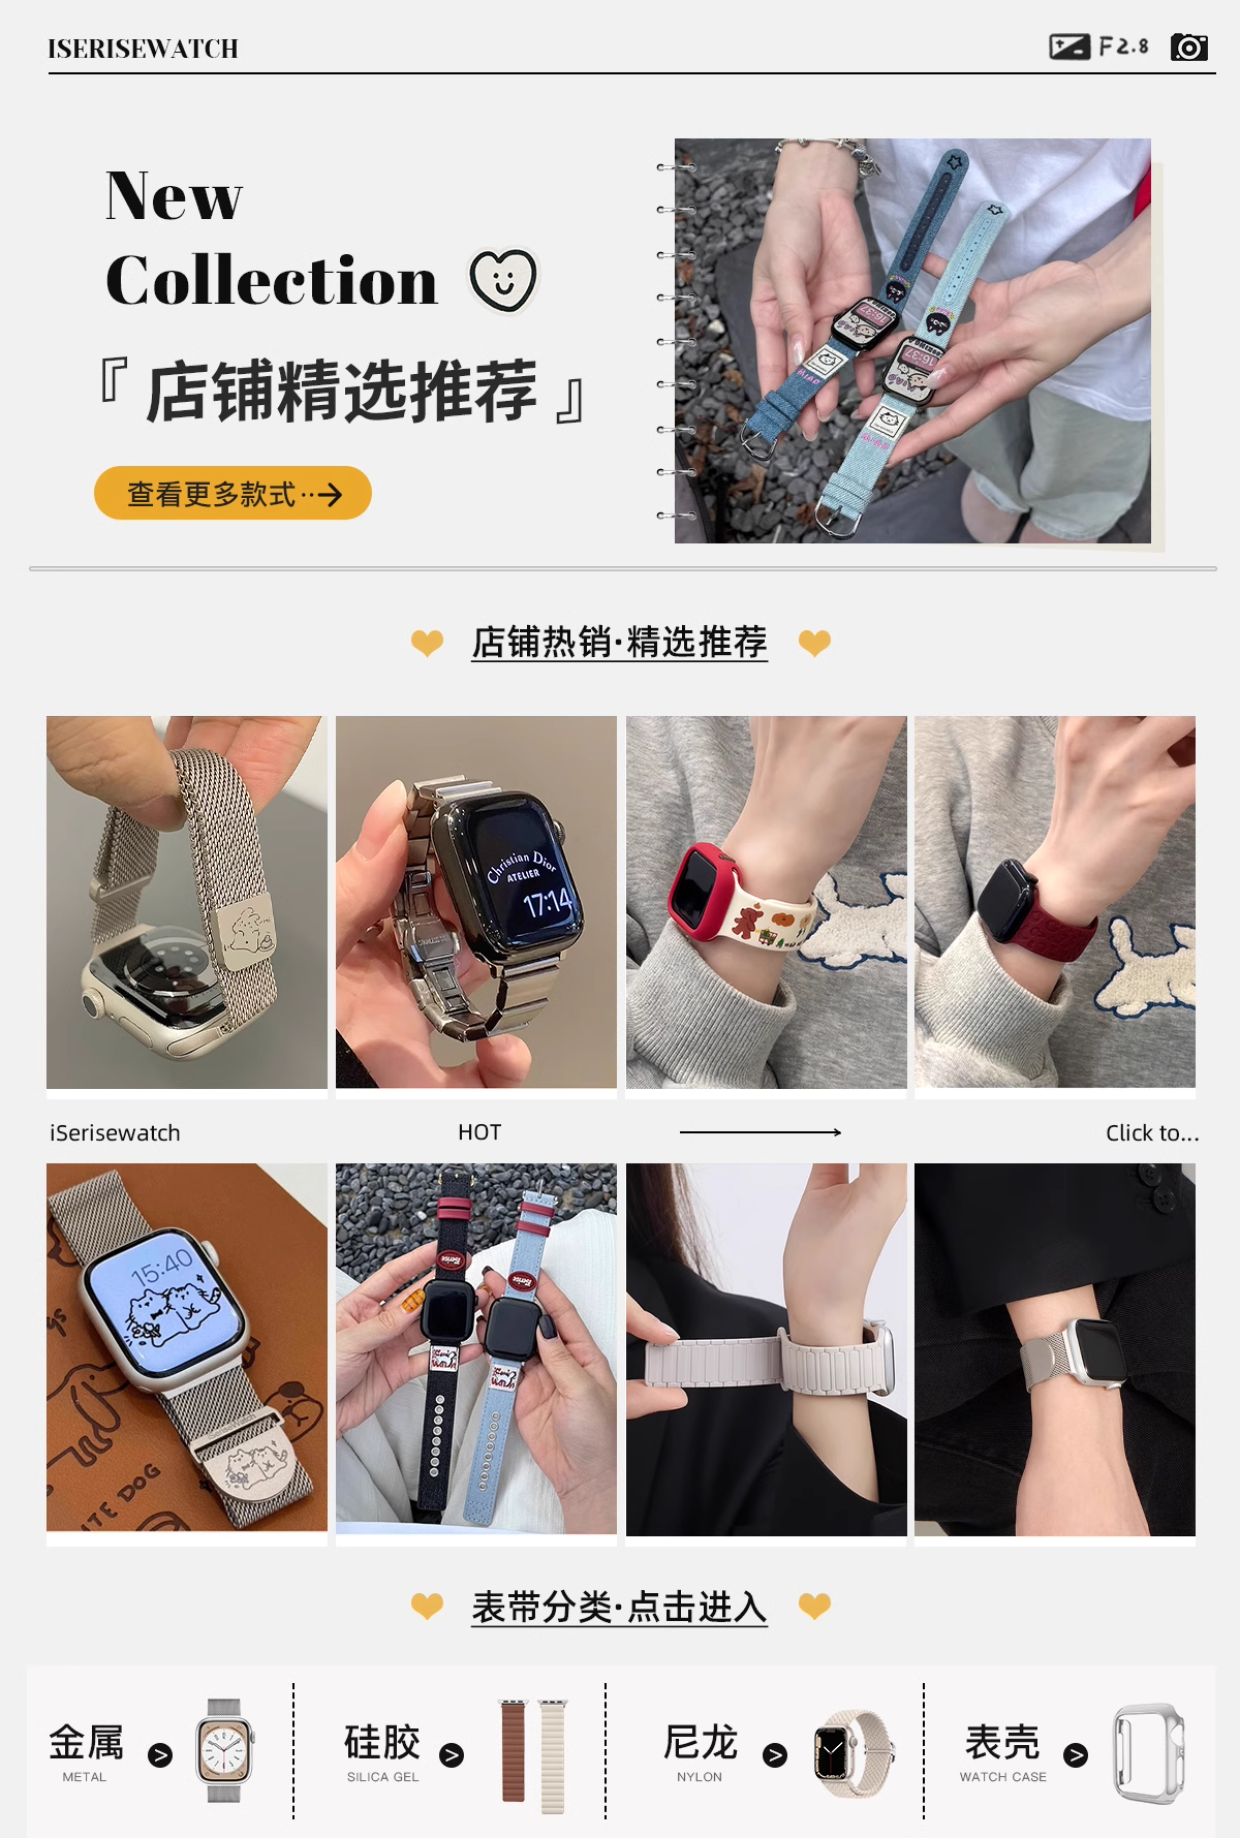 ISERISEWATCH
F2.8
New
Collection
『店铺精选推荐』
查看更多款式··→
店铺热销·精选推荐
Christian Dior
ATELIER
17:14
iSerisewatch
HOT
Click to...
15:40
表带分类·点击进入
金属
METAL
硅胶
SILICA GEL
尼龙
NYLON
表壳
WATCH CASE